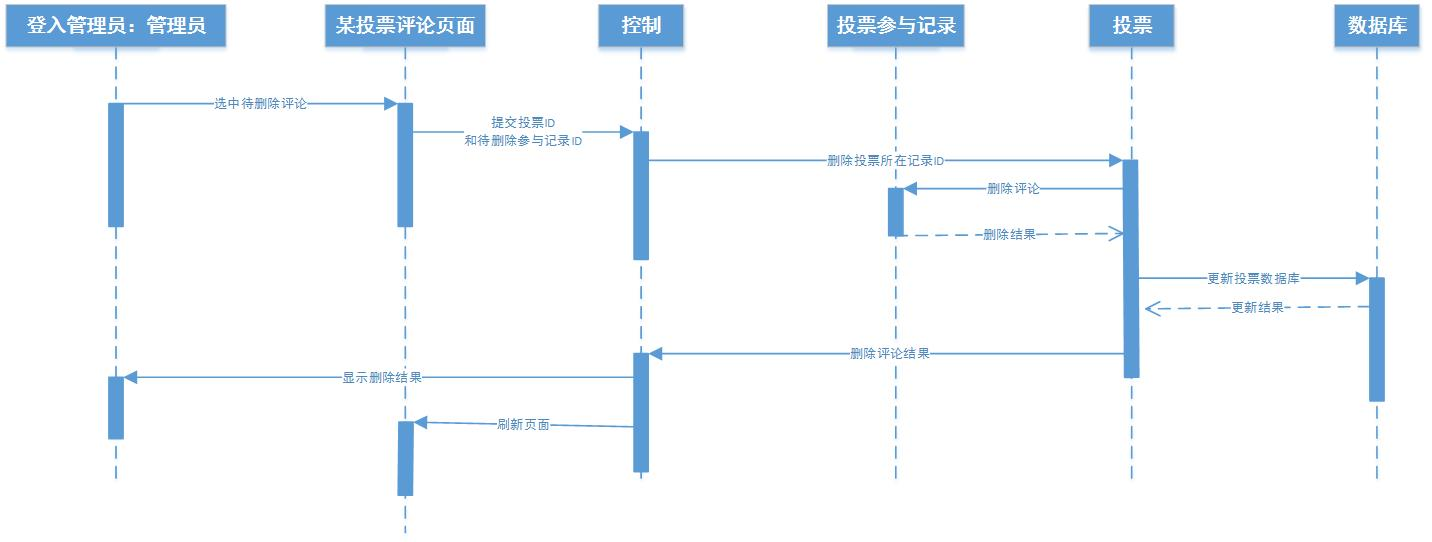 登入管理员：管理员
某投票评论页面
控制
投票参与记录
投票
数据库
选中待删除评论
提交投票ID
和待删除参与记录ID
删除投票所在记录ID
删除评论
删除结果
更新投票数据库
更新结果
删除评论结果
显示删除结果
刷新页面